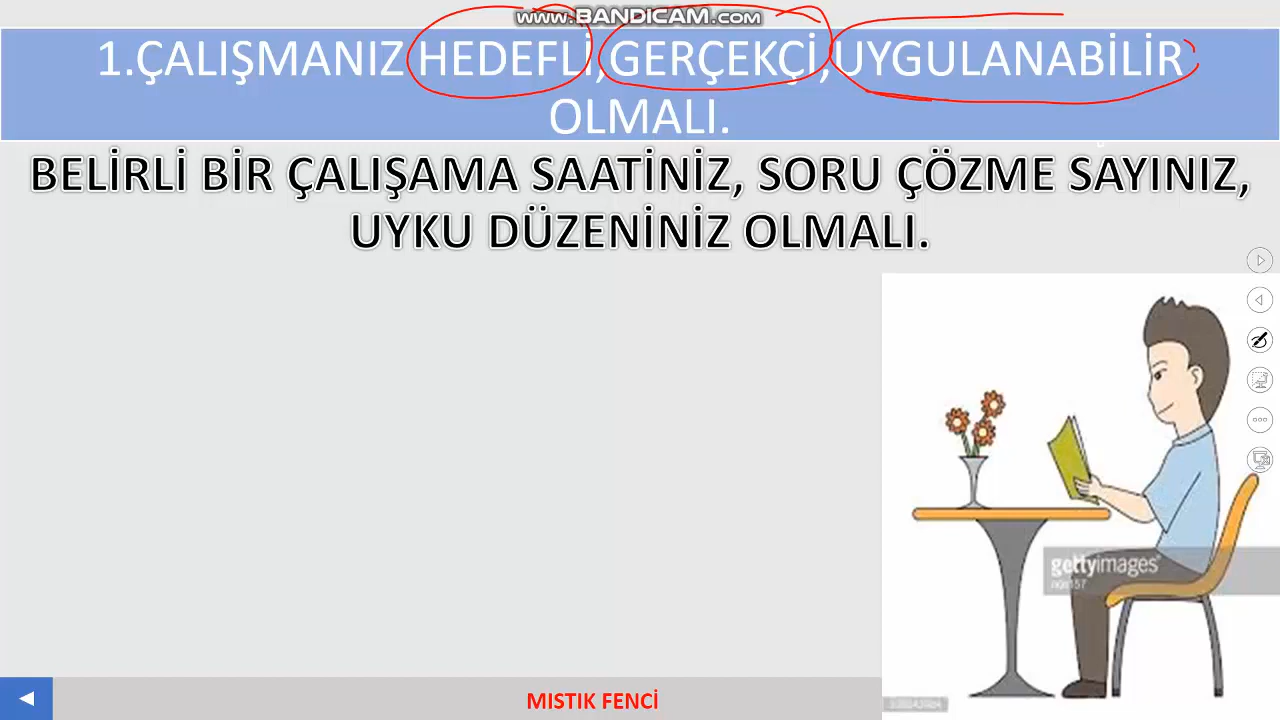 www.BANDICAM.com
1.ÇALIŞMANIZ HEDEFLİ,GERÇEKÇİ,UYGULANABİLİR
OLMALI.
BELİRLİ BİR ÇALIŞAMA SAATİNİZ, SORU ÇÖZME SAYINIZ,
UYKU DÜZENİNİZ OLMALI.
gettyimages
MISTIK FENCİ